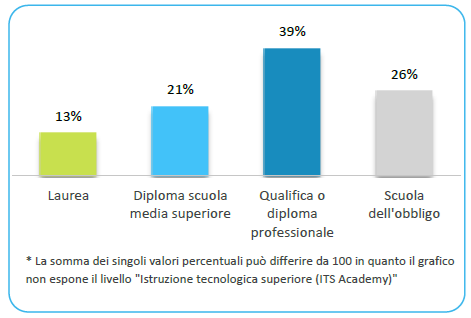 39%
26%
21%
13%
Laurea
Diploma scuola
media superiore
Qualifica o
diploma
professionale
Scuola
dell'obbligo
* La somma dei singoli valori percentuali può differire da 100 in quanto il grafico
non espone il livello "Istruzione tecnologica superiore (ITS Academy)"